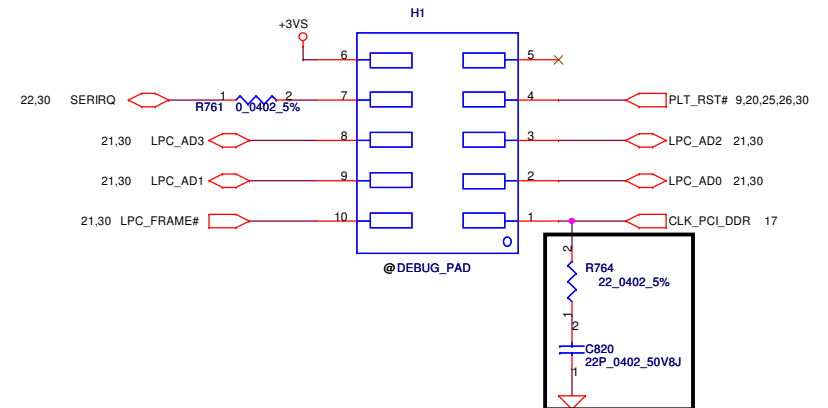 H1
+3VS
6
5
22,30 SERIRQ
1
2
7
4
PLT_RST# 9,20,25,26,30
R761 0_0402_5%
21,30 LPC_AD3
8
3
LPC_AD2 21,30
21,30 LPC_AD1
9
2
LPC_AD0 21,30
21,30 LPC_FRAME#
10
1
CLK_PCI_DDR 17
@DEBUG_PAD
2
R764
22_0402_5%
1
2
C820
22P_0402_50V8J
1